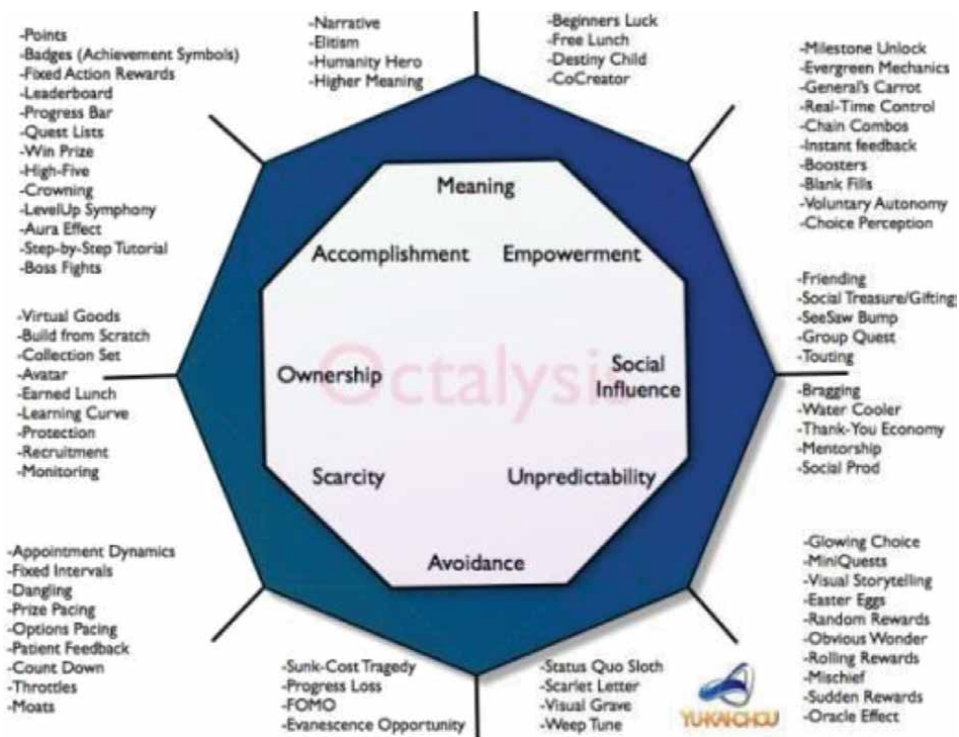 -Points
-Badges (Achievement Symbols)
-Fixed Action Rewards
-Leaderboard
-Progress Bar
-Quest Lists
-Win Prize
-High-Five
-Crowning
-LevelUp Symphony
-Aura Effect
-Step-by-Step Tutorial
-Boss Fights
-Narrative
-Elitism
-Humanity Hero
-Higher Meaning
-Beginners Luck
-Free Lunch
-Destiny Child
-CoCreator
-Milestone Unlock
-Evergreen Mechanics
-General's Carrot
-Real-Time Control
-Chain Combos
-Instant feedback
-Boosters
-Blank Fills
-Voluntary Autonomy
-Choice Perception
Meaning
Accomplishment
Empowerment
Ownership
Octalysis
Social
Influence
Scarcity
Unpredictability
Avoidance
-Virtual Goods
-Build from Scratch
-Collection Set
-Avatar
-Earned Lunch
-Learning Curve
-Protection
-Recruitment
-Monitoring
-Friending
-Social Treasure/Gifting
-SeeSaw Bump
-Group Quest
-Touting
-Bragging
-Water Cooler
-Thank-You Economy
-Mentorship
-Social Prod
-Appointment Dynamics
-Fixed Intervals
-Dangling
-Prize Pacing
-Options Pacing
-Patient Feedback
-Count Down
-Throttles
-Moats
-Sunk-Cost Tragedy
-Progress Loss
-FOMO
-Evanescence Opportunity
-Status Quo Sloth
-Scarlet Letter
-Visual Grave
-Weep Tune
YUKAICHOU
-Glowing Choice
-MiniQuests
-Visual Storytelling
-Easter Eggs
-Random Rewards
-Obvious Wonder
-Rolling Rewards
-Mischief
-Sudden Rewards
-Oracle Effect